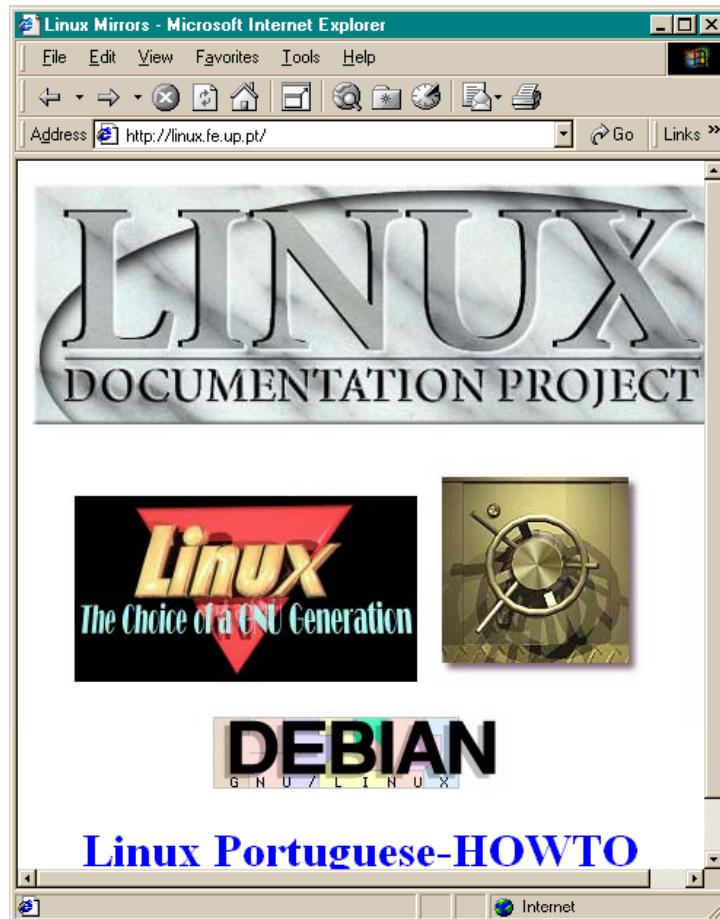 Linux Mirrors - Microsoft Internet Explorer
File Edit View Favorites Tools Help
Address http://linux.fe.up.pt/ Go Links »
LINUX
DOCUMENTATION PROJECT
Linux
The Choice of a GNU Generation
DEBIAN
GNU/LINUX
Linux Portuguese-HOWTO
Internet